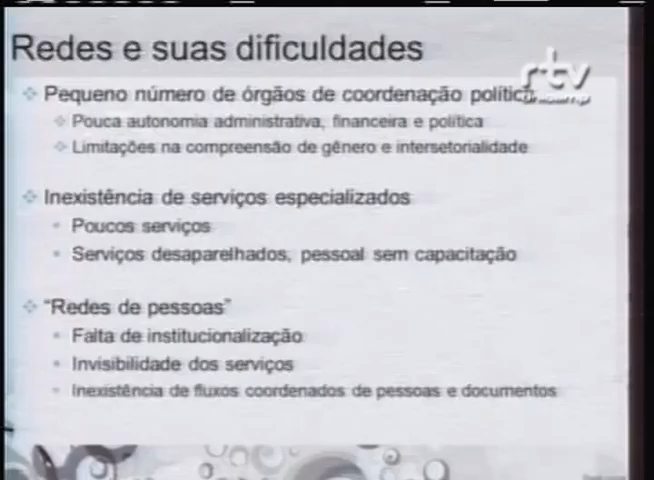 Redes e suas dificuldades
rtv
Pequeno número de órgãos de coordenação política
Pouca autonomia administrativa, financeira e política
Limitações na compreensão de gênero e intersetorialidade
Inexistência de serviços especializados
Poucos serviços
Serviços desaparelhados, pessoal sem capacitação
“Redes de pessoas”
Falta de institucionalização
Invisibilidade dos serviços
Inexistência de fluxos coordenados de pessoas e documentos